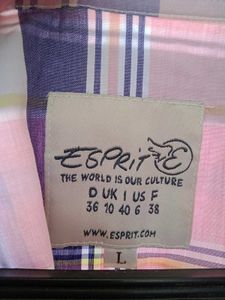 ESPRIT E
THE WORLD IS OUR CULTURE
D UK I US F
36 10 40 6 38
WWW.ESPRIT.COM
L